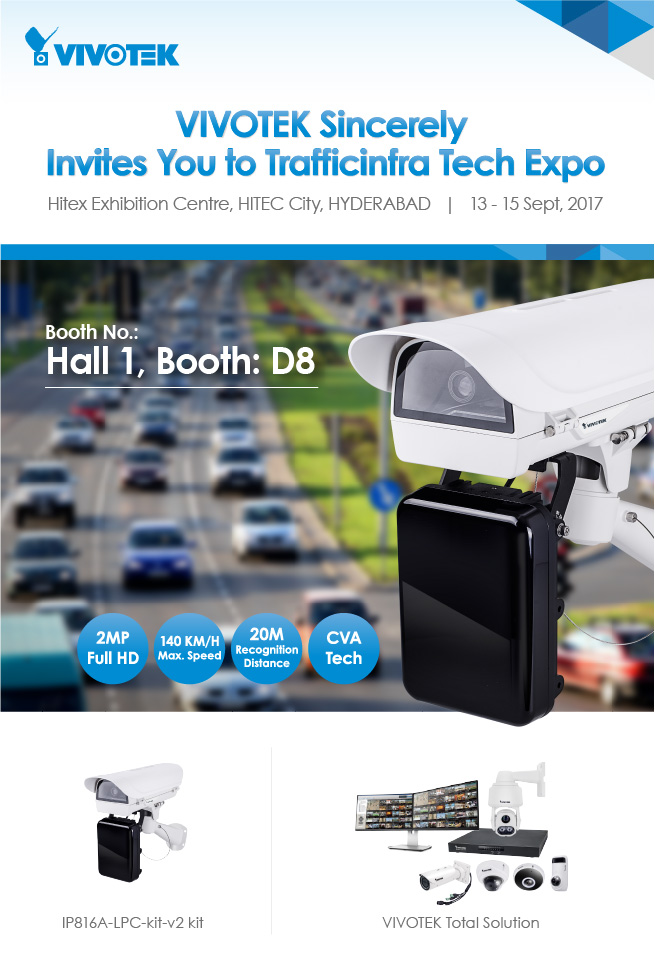 VIVOTEK
VIVOTEK Sincerely
Invites You to Trafficinfra Tech Expo
Hitex Exhibition Centre, HITEC City, HYDERABAD | 13 - 15 Sept, 2017
Booth No.:
Hall 1, Booth: D8
VIVOTEK
2MP
Full HD
140 KM/H
Max. Speed
20M
Recognition
Distance
CVA
Tech
IP816A-LPC-kit-v2 kit
VIVOTEK Total Solution